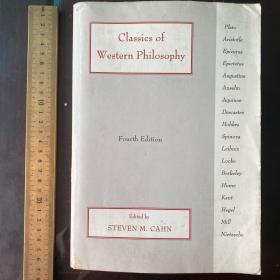 Classics of
Western Philosophy
Fourth Edition
Edited by
STEVEN M. CAHN
Plato
Aristotle
Epicurus
Epictetus
Augustine
Anselm
Aquinas
Descartes
Hobbes
Spinoza
Leibniz
Locke
Berkeley
Hume
Kant
Hegel
Mill
Nietzsche